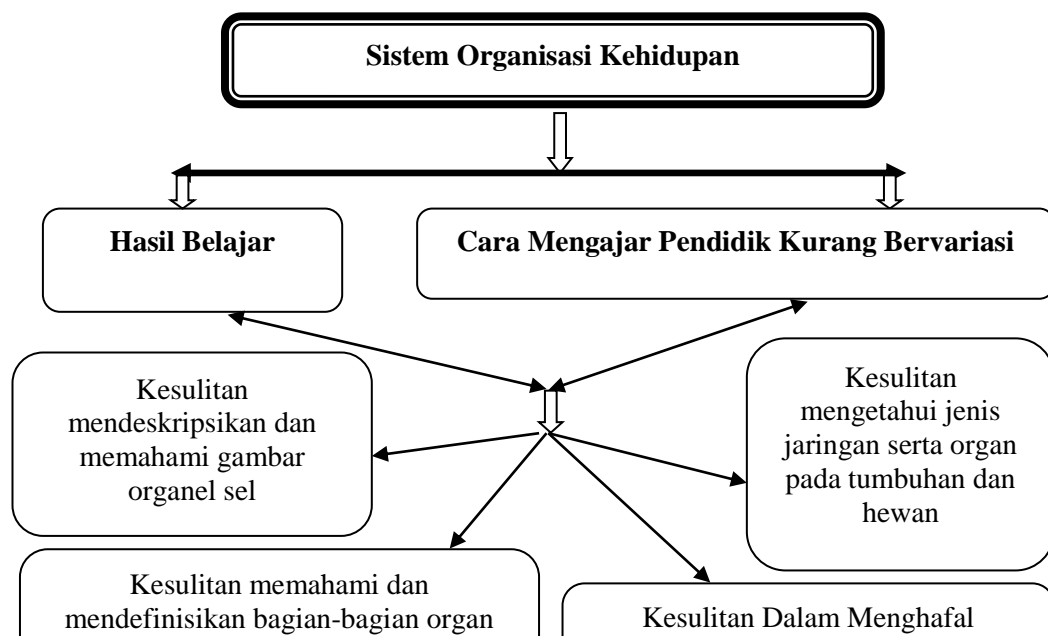 Sistem Organisasi Kehidupan
Hasil Belajar
Cara Mengajar Pendidik Kurang Bervariasi
Kesulitan
mendeskripsikan dan
memahami gambar
organel sel
Kesulitan
mengetahui jenis
jaringan serta organ
pada tumbuhan dan
hewan
Kesulitan memahami dan
mendefinisikan bagian-bagian organ
Kesulitan Dalam Menghafal